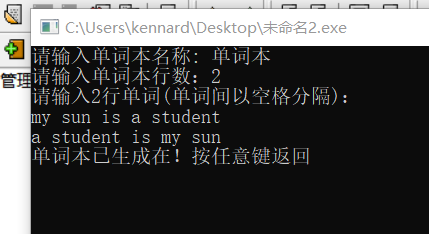 C:\Users\kennard\Desktop\未命名2.exe
管理
请输入单词本名称: 单词本
请输入单词本行数：2
请输入2行单词(单词间以空格分隔)：
my sun is a student
a student is my sun
单词本已生成在！按任意键返回